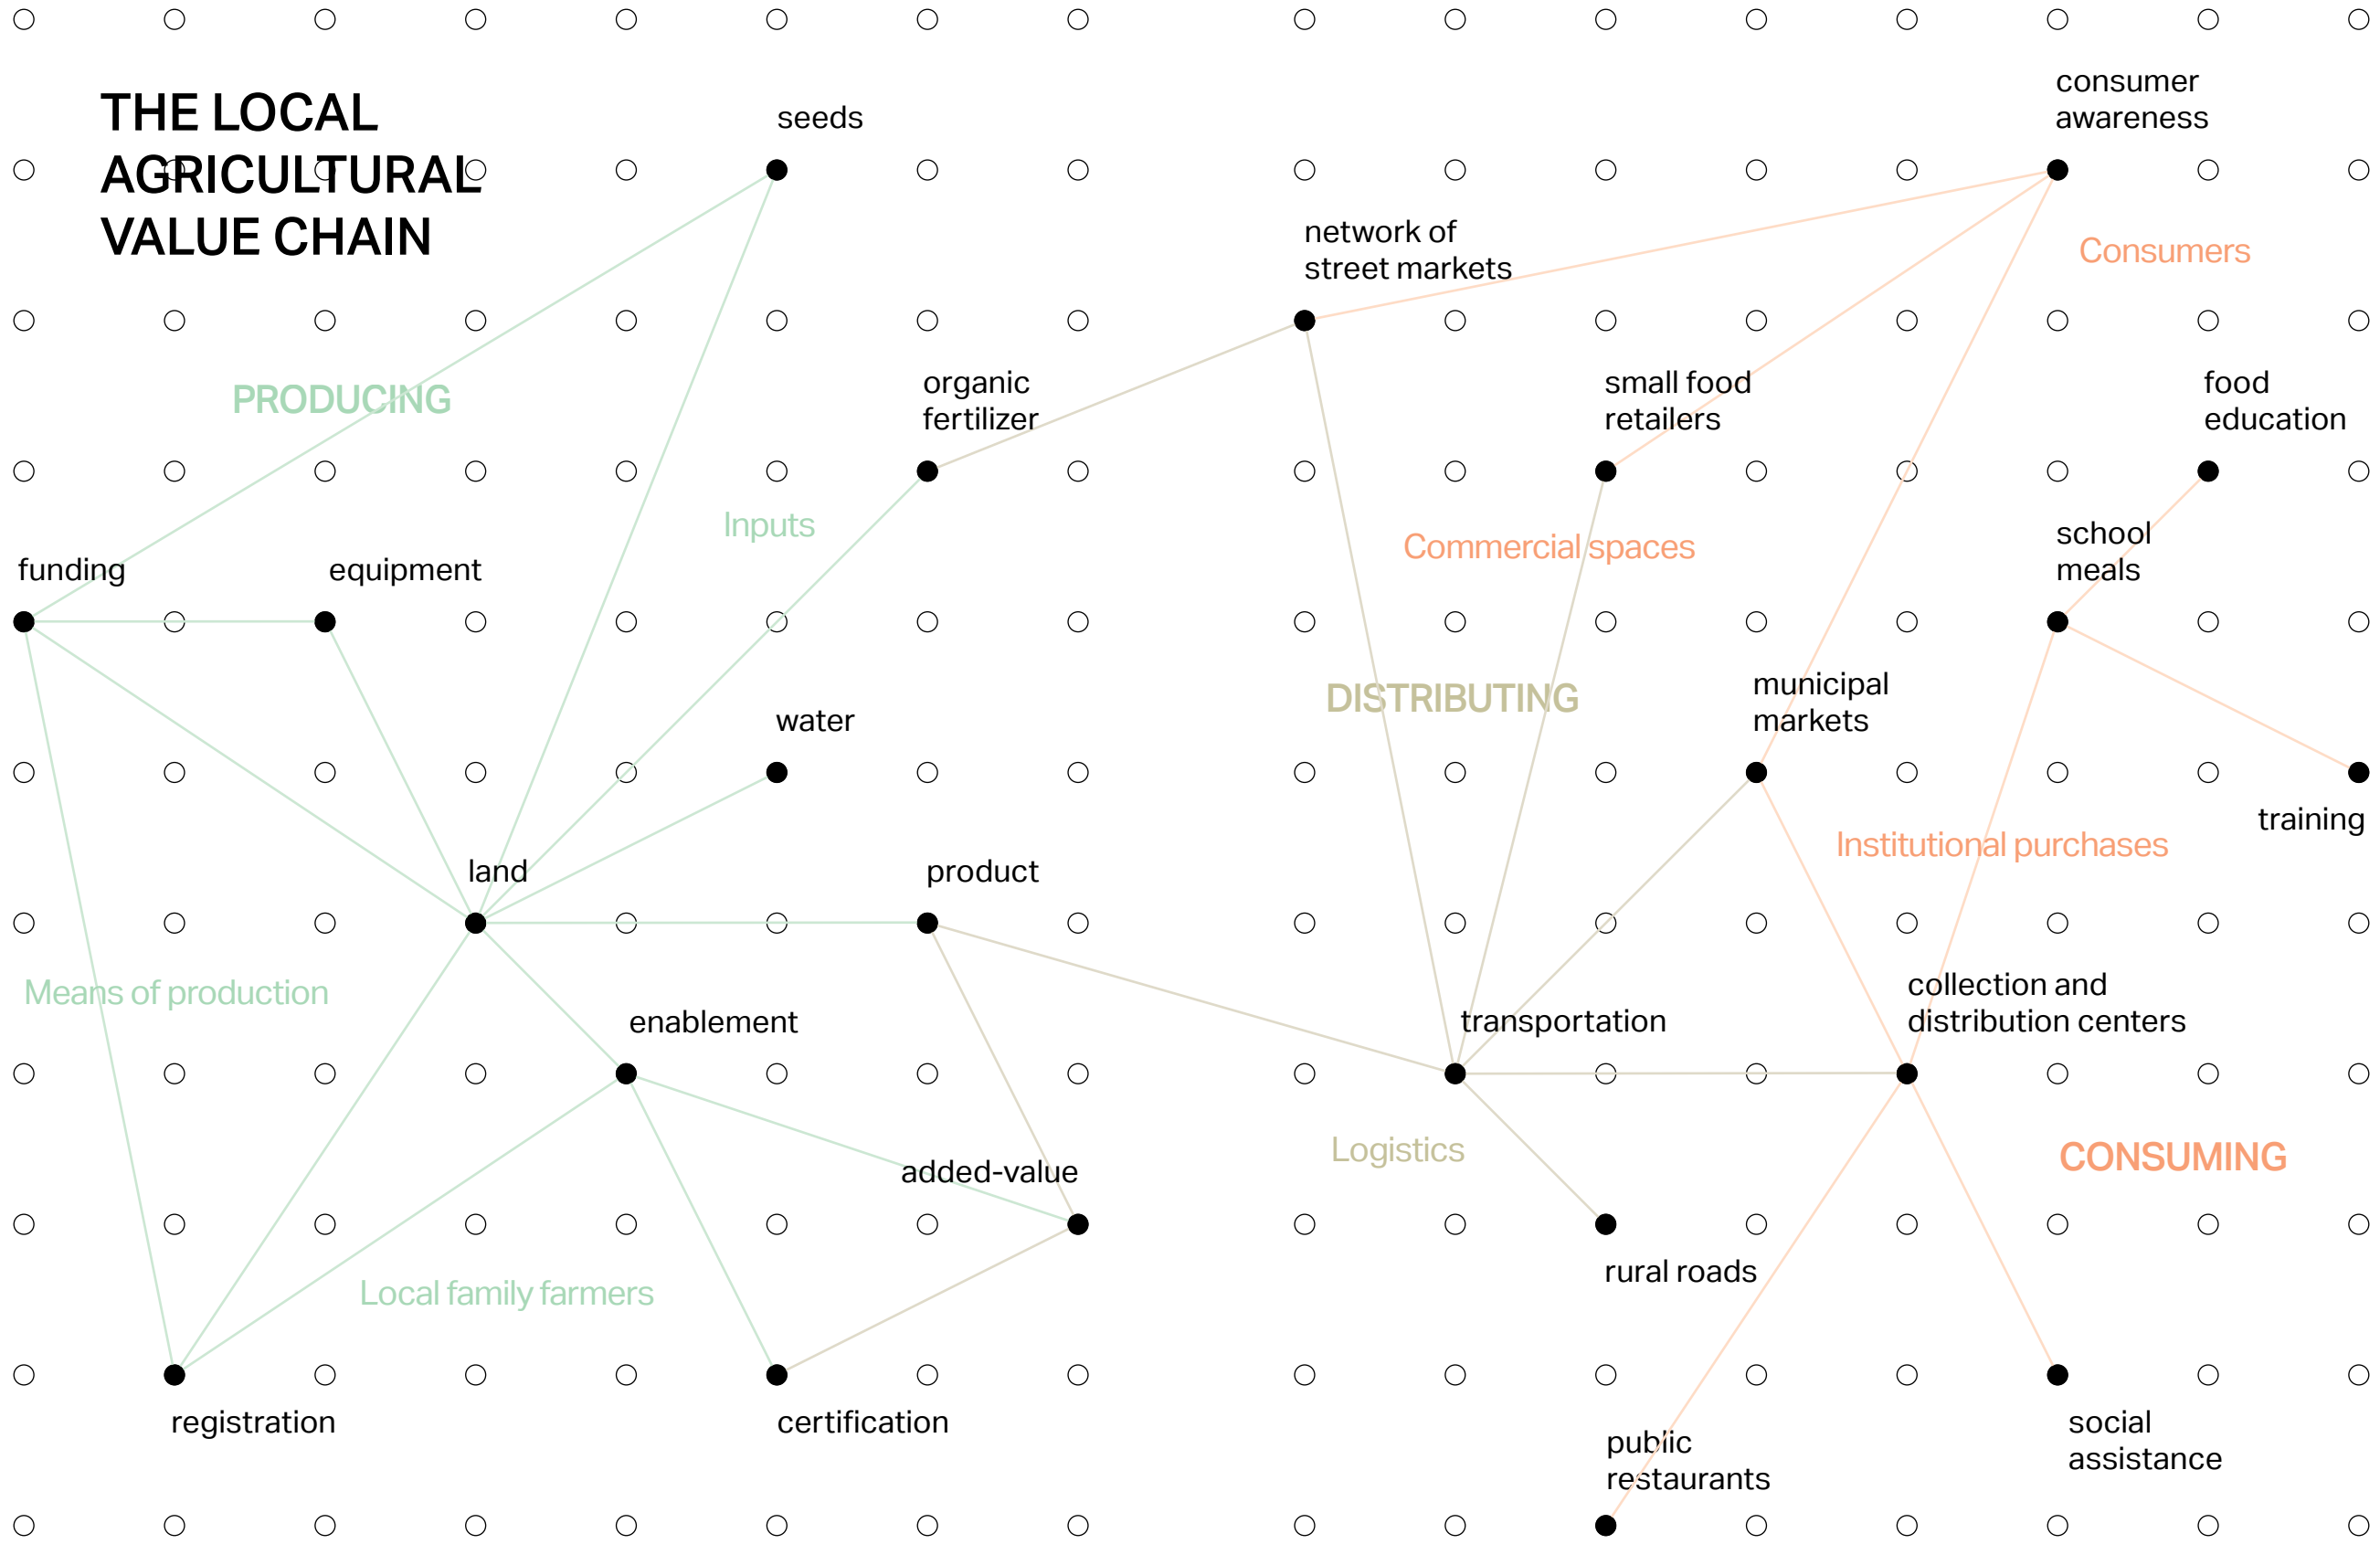 THE LOCAL
AGRICULTURAL
VALUE CHAIN
seeds
consumer
awareness
network of
street markets
Consumers
PRODUCING
organic
fertilizer
small food
retailers
food
education
Inputs
Commercial spaces
school
meals
funding
equipment
DISTRIBUTING
municipal
markets
water
training
Institutional purchases
land
product
Means of production
enablement
transportation
collection and
distribution centers
Logistics
CONSUMING
added-value
rural roads
Local family farmers
registration
certification
public
restaurants
social
assistance